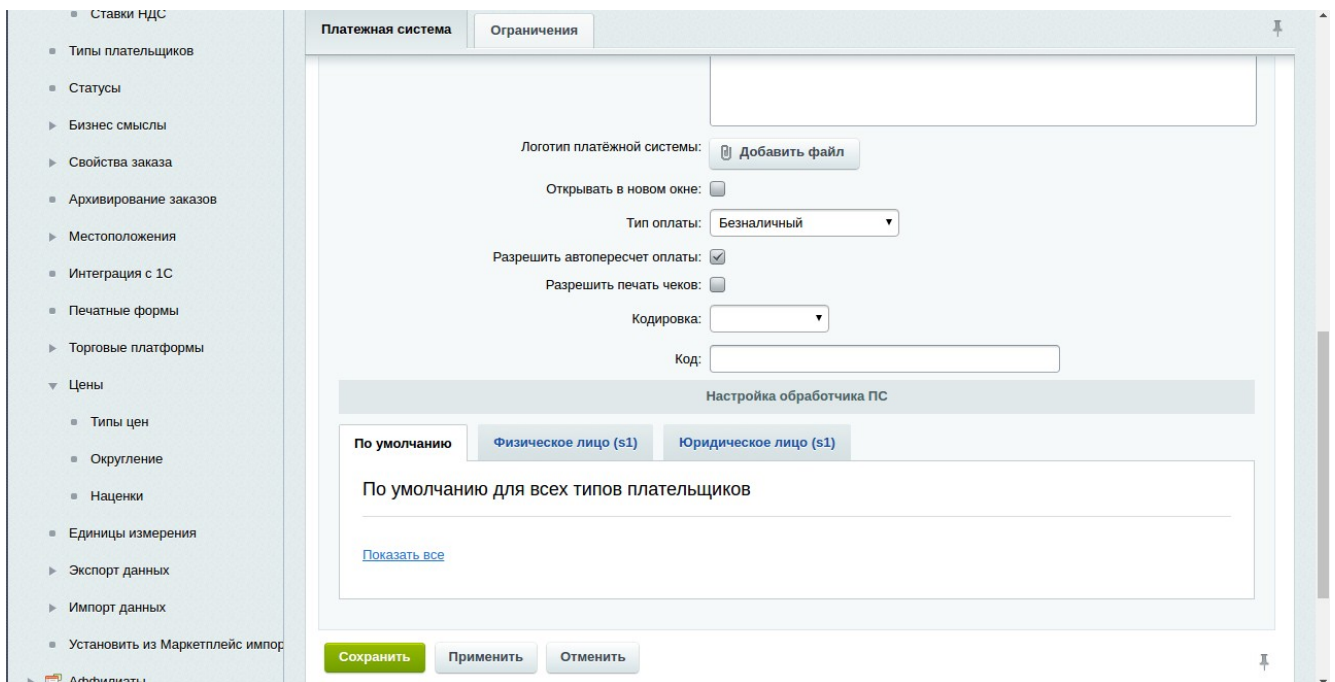 Ставки НДС
Типы плательщиков
Статусы
Бизнес смыслы
Свойства заказа
Архивирование заказов
Местоположения
Интеграция с 1С
Печатные формы
Торговые платформы
Цены
Типы цен
Округление
Наценки
Единицы измерения
Экспорт данных
Импорт данных
Установить из Маркетплейс импор
Аффилиаты
Платежная система
Ограничения
Логотип платёжной системы:
Добавить файл
Открывать в новом окне:
Тип оплаты:
Безналичный
Разрешить автопересчет оплаты:
Разрешить печать чеков:
Кодировка:
Код:
Настройка обработчика ПС
По умолчанию
Физическое лицо (s1)
Юридическое лицо (s1)
По умолчанию для всех типов плательщиков
Показать все
Сохранить
Применить
Отменить